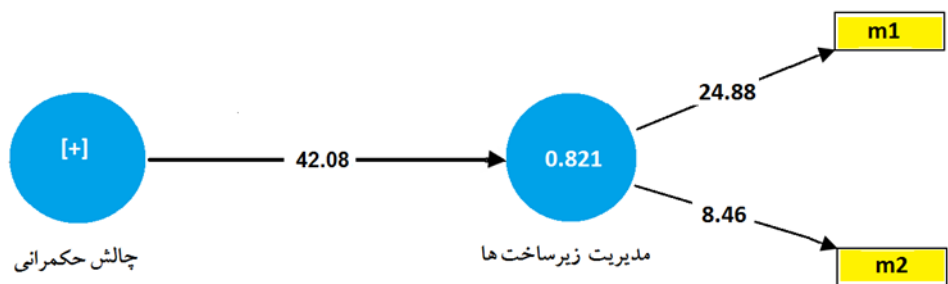 m1
24.88
[+]
42.08
0.821
8.46
چالش حکمرانی
مدیریت زیرساخت‌ها
m2